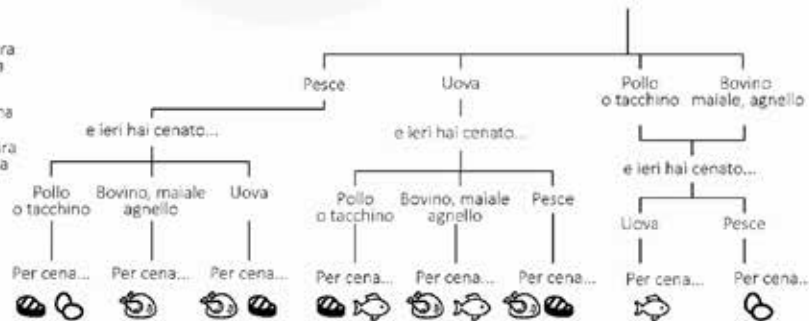 Pesce Uova Pollo Bovino
o tacchino maiale, agnello
e ieri hai cenato...
e ieri hai cenato...
e ieri hai cenato...
Pollo Bovino, maiale Uova
o tacchino agnello
Pollo Bovino, maiale Pesce
o tacchino agnello
Uova Pesce
Per cena... Per cena... Per cena... Per cena... Per cena... Per cena... Per cena... Per cena...